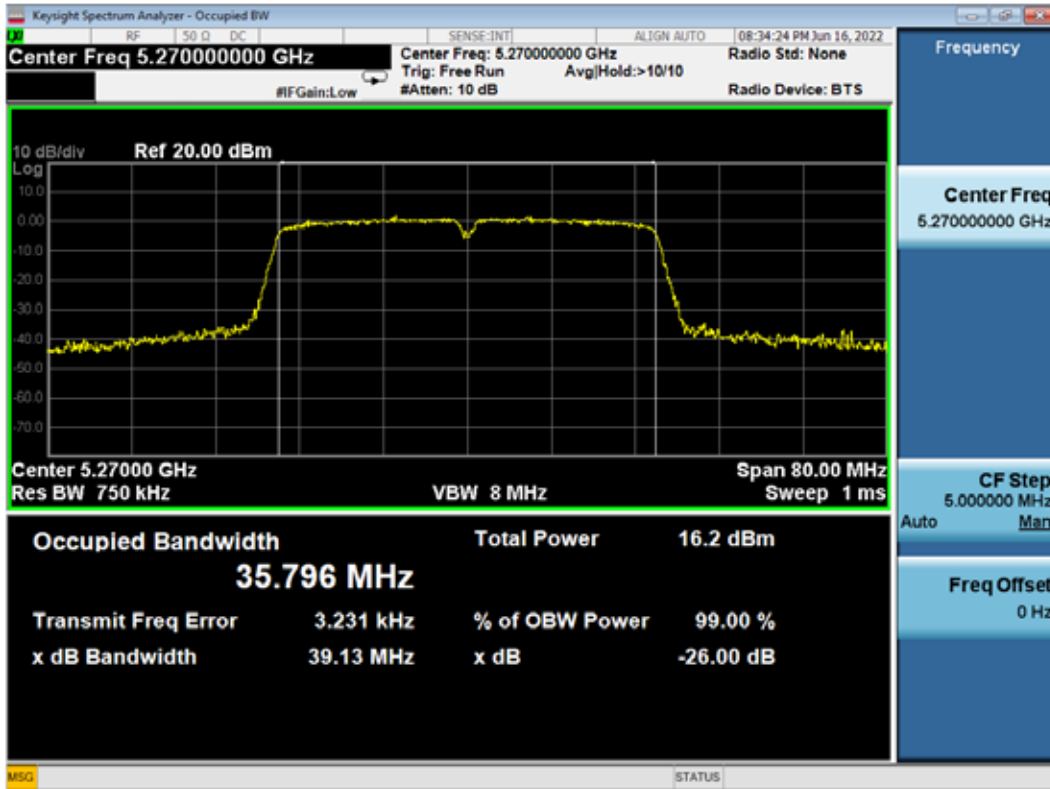 Keysight Spectrum Analyzer - Occupied BW
RF 50 Ω DC SENSE:INT ALIGN AUTO 08:34:24 PM Jun 16, 2022
Center Freq 5.270000000 GHz
Center Freq: 5.270000000 GHz Radio Std: None
Trig: Free Run Avg|Hold:>10/10
#IFGain:Low #Atten: 10 dB Radio Device: BTS
10 dB/div Ref 20.00 dBm
Log
10.0
0.00
-10.0
-20.0
-30.0
-40.0
-50.0
-60.0
-70.0
Center 5.27000 GHz Span 80.00 MHz
Res BW 750 kHz VBW 8 MHz Sweep 1 ms
Occupied Bandwidth Total Power 16.2 dBm
35.796 MHz
Transmit Freq Error 3.231 kHz % of OBW Power 99.00 %
x dB Bandwidth 39.13 MHz x dB -26.00 dB
MSG STATUS
Frequency
Center Freq
5.270000000 GHz
CF Step
5.000000 MHz
Auto Man
Freq Offset
0 Hz